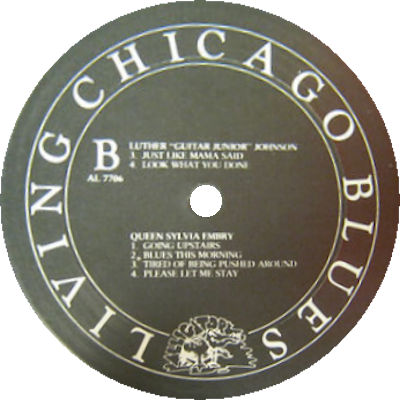 LIVING CHICAGO BLUES
B
AL 7706
LUTHER "GUITAR JUNIOR" JOHNSON
3. JUST LIKE MAMA SAID
4. LOOK WHAT YOU DONE
QUEEN SYLVIA EMBRY
1. GOING UPSTAIRS
2. BLUES THIS MORNING
3. TIRED OF BEING PUSHED AROUND
4. PLEASE LET ME STAY